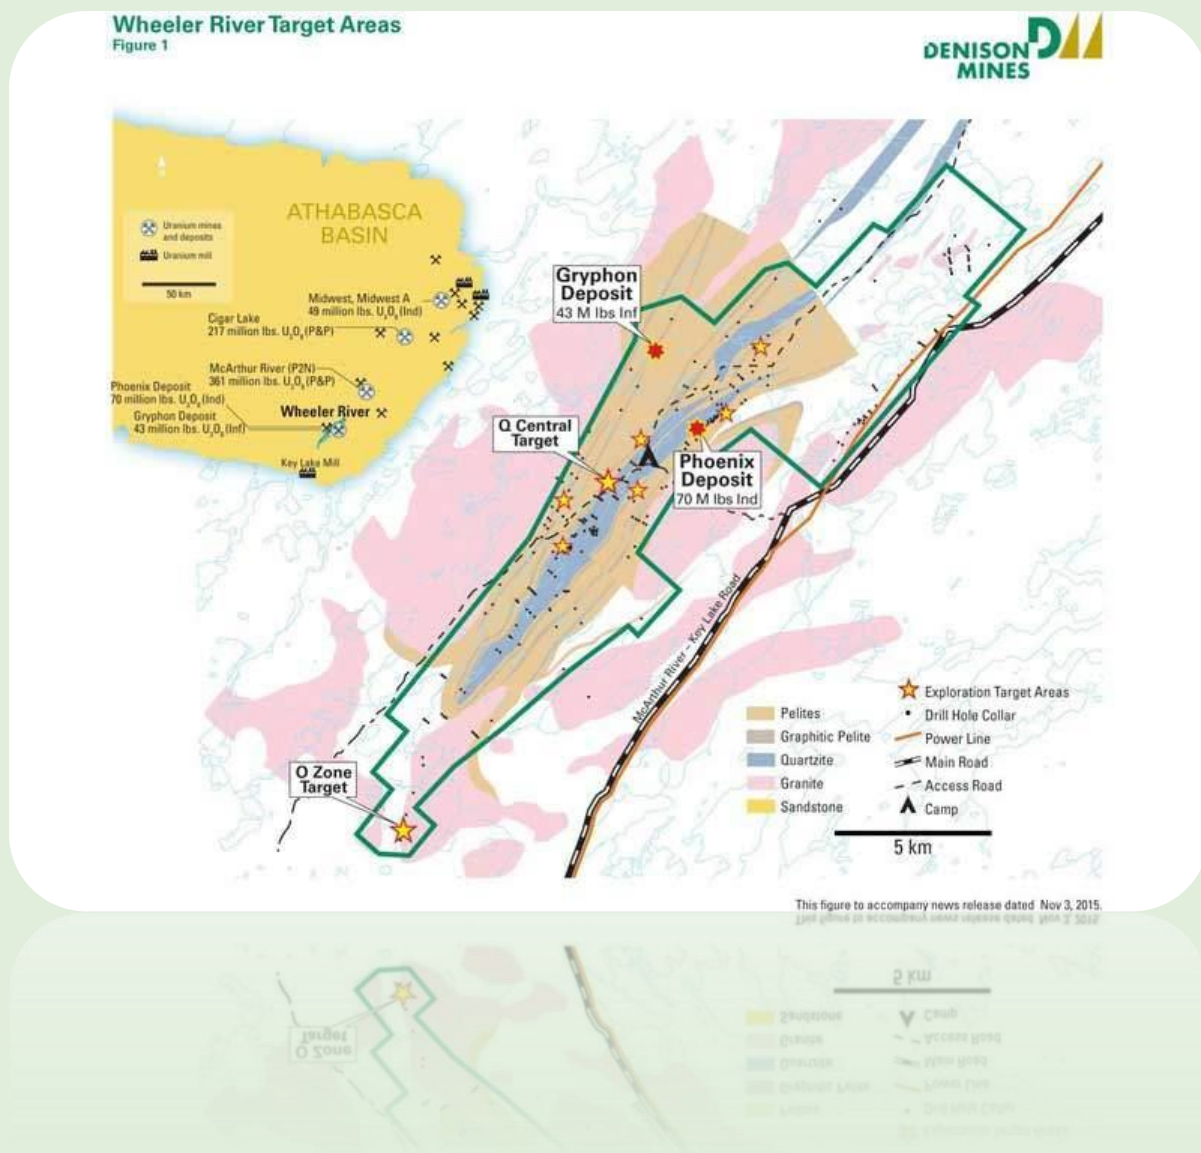 Wheeler River Target Areas
Figure 1
DENISON
MINES
ATHABASCA
BASIN
Uranium mines
and deposits
Uranium mill
50 km
Midwest, Midwest A
49 million lbs. U₃O₈ (Ind)
Cigar Lake
217 million lbs. U₃O₈ (P&P)
McArthur River (P2N)
361 million lbs. U₃O₈ (P&P)
Phoenix Deposit
70 million lbs. U₃O₈ (Ind)
Wheeler River
Gryphon Deposit
43 million lbs. U₃O₈ (Inf)
Key Lake Mill
Gryphon
Deposit
43 M lbs Inf
Q Central
Target
Phoenix
Deposit
70 M lbs Ind
McArthur River – Key Lake Road
O Zone
Target
Pelites
Graphitic Pelite
Quartzite
Granite
Sandstone
Exploration Target Areas
Drill Hole Collar
Power Line
Main Road
Access Road
Camp
5 km
This figure to accompany news release dated Nov 3, 2015.